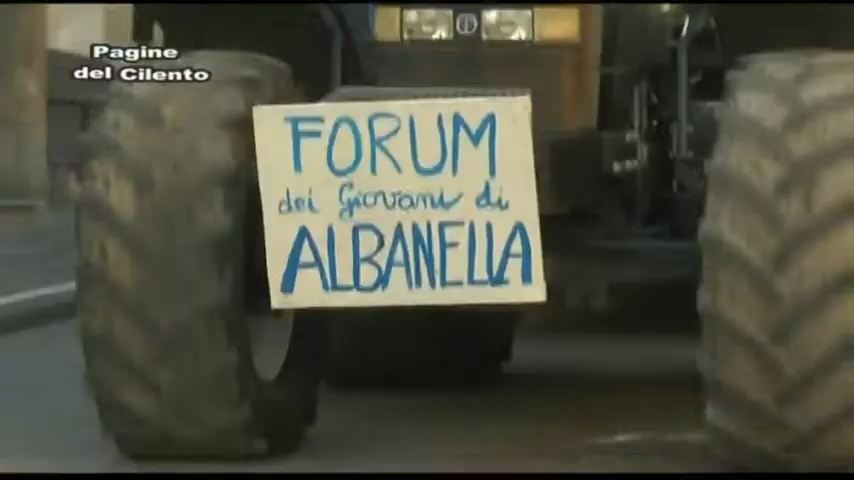 Pagine
del Cilento
FORUM
dei Giovani di
ALBANELLA